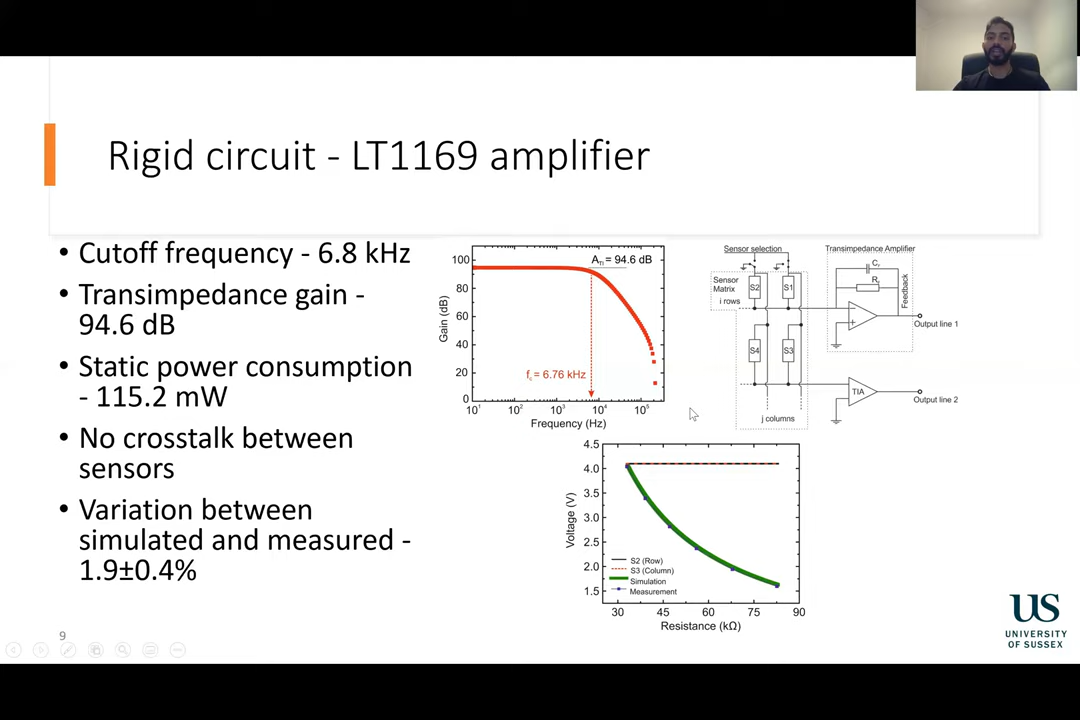 Rigid circuit - LT1169 amplifier
• Cutoff frequency - 6.8 kHz
• Transimpedance gain -
94.6 dB
• Static power consumption
- 115.2 mW
• No crosstalk between
sensors
• Variation between
simulated and measured -
1.9±0.4%
Gain (dB)
100
80
60
40
20
0
A_TI = 94.6 dB
f_c = 6.76 kHz
10¹ 10² 10³ 10⁴ 10⁵
Frequency (Hz)
Sensor selection
Transimpedance Amplifier
Sensor
Matrix
i rows
S2 S1
S4 S3
j columns
C_F
R_F
Feedback
−
+
Output line 1
TIA
Output line 2
Voltage (V)
4.5
4.0
3.5
3.0
2.5
2.0
1.5
S2 (Row)
S3 (Column)
Simulation
Measurement
30 45 60 75 90
Resistance (kΩ)
9
US
UNIVERSITY
OF SUSSEX